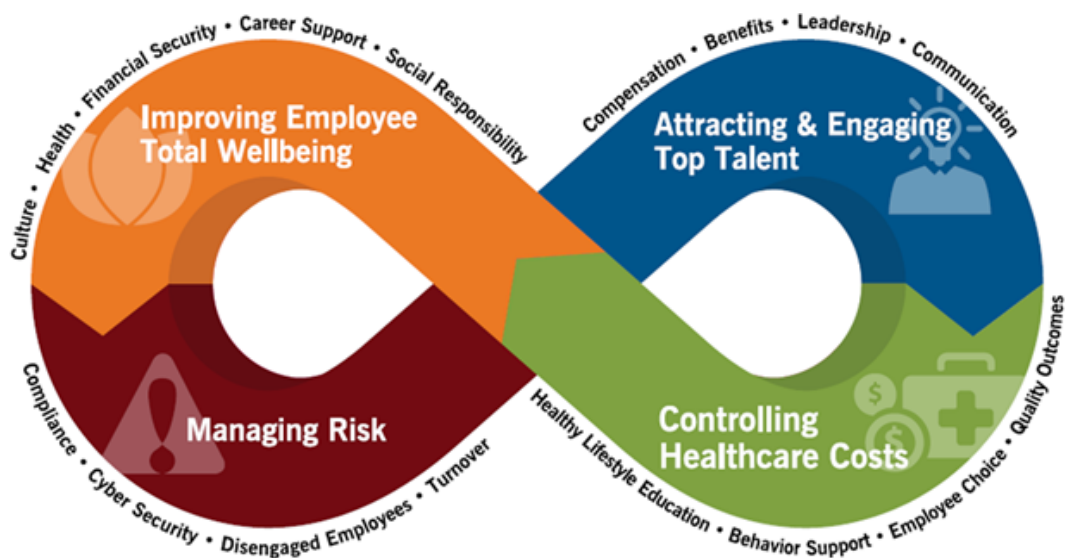 Culture • Health • Financial Security • Career Support • Social Responsibility
Improving Employee
Total Wellbeing
Compensation • Benefits • Leadership • Communication
Attracting & Engaging
Top Talent
Managing Risk
Compliance • Cyber Security • Disengaged Employees • Turnover
Controlling
Healthcare Costs
$
$
Healthy Lifestyle Education • Behavior Support • Employee Choice • Quality Outcomes